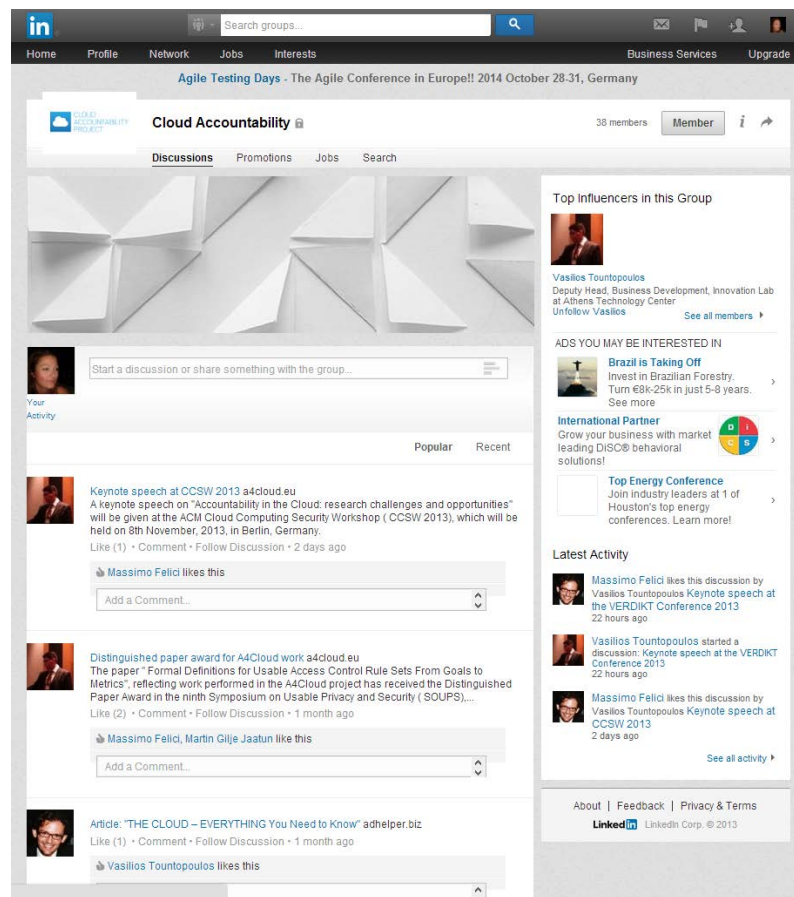 in
Search groups...
Home Profile Network Jobs Interests Business Services Upgrade
Agile Testing Days - The Agile Conference in Europe!! 2014 October 28-31, Germany
CLOUD
ACCOUNTABILITY
PROJECT
Cloud Accountability
38 members Member i
Discussions Promotions Jobs Search
Start a discussion or share something with the group...
Your
Activity
Popular Recent
Keynote speech at CCSW 2013 a4cloud.eu
A keynote speech on "Accountability in the Cloud: research challenges and opportunities"
will be given at the ACM Cloud Computing Security Workshop ( CCSW 2013), which will be
held on 8th November, 2013, in Berlin, Germany.
Like (1) • Comment • Follow Discussion • 2 days ago
Massimo Felici likes this
Add a Comment...
Distinguished paper award for A4Cloud work a4cloud.eu
The paper " Formal Definitions for Usable Access Control Rule Sets From Goals to
Metrics", reflecting work performed in the A4Cloud project has received the Distinguished
Paper Award in the ninth Symposium on Usable Privacy and Security ( SOUPS),...
Like (2) • Comment • Follow Discussion • 1 month ago
Massimo Felici, Martin Gilje Jaatun like this
Add a Comment...
Article: "THE CLOUD – EVERYTHING You Need to Know" adhelper.biz
Like (1) • Comment • Follow Discussion • 1 month ago
Vasilios Tountopoulos likes this
Top Influencers in this Group
Vasilios Tountopoulos
Deputy Head, Business Development, Innovation Lab
at Athens Technology Center
Unfollow Vasilios
See all members
ADS YOU MAY BE INTERESTED IN
Brazil is Taking Off
Invest in Brazilian Forestry.
Turn €8k-25k in just 5-8 years.
See more
International Partner
Grow your business with market
leading DiSC® behavioral
solutions!
D i
C S
Top Energy Conference
Join industry leaders at 1 of
Houston's top energy
conferences. Learn more!
Latest Activity
Massimo Felici likes this discussion by
Vasilios Tountopoulos Keynote speech at
the VERDIKT Conference 2013
22 hours ago
Vasilios Tountopoulos started a
discussion: Keynote speech at the VERDIKT
Conference 2013
22 hours ago
Massimo Felici likes this discussion by
Vasilios Tountopoulos Keynote speech at
CCSW 2013
2 days ago
See all activity
About | Feedback | Privacy & Terms
Linked in LinkedIn Corp. © 2013